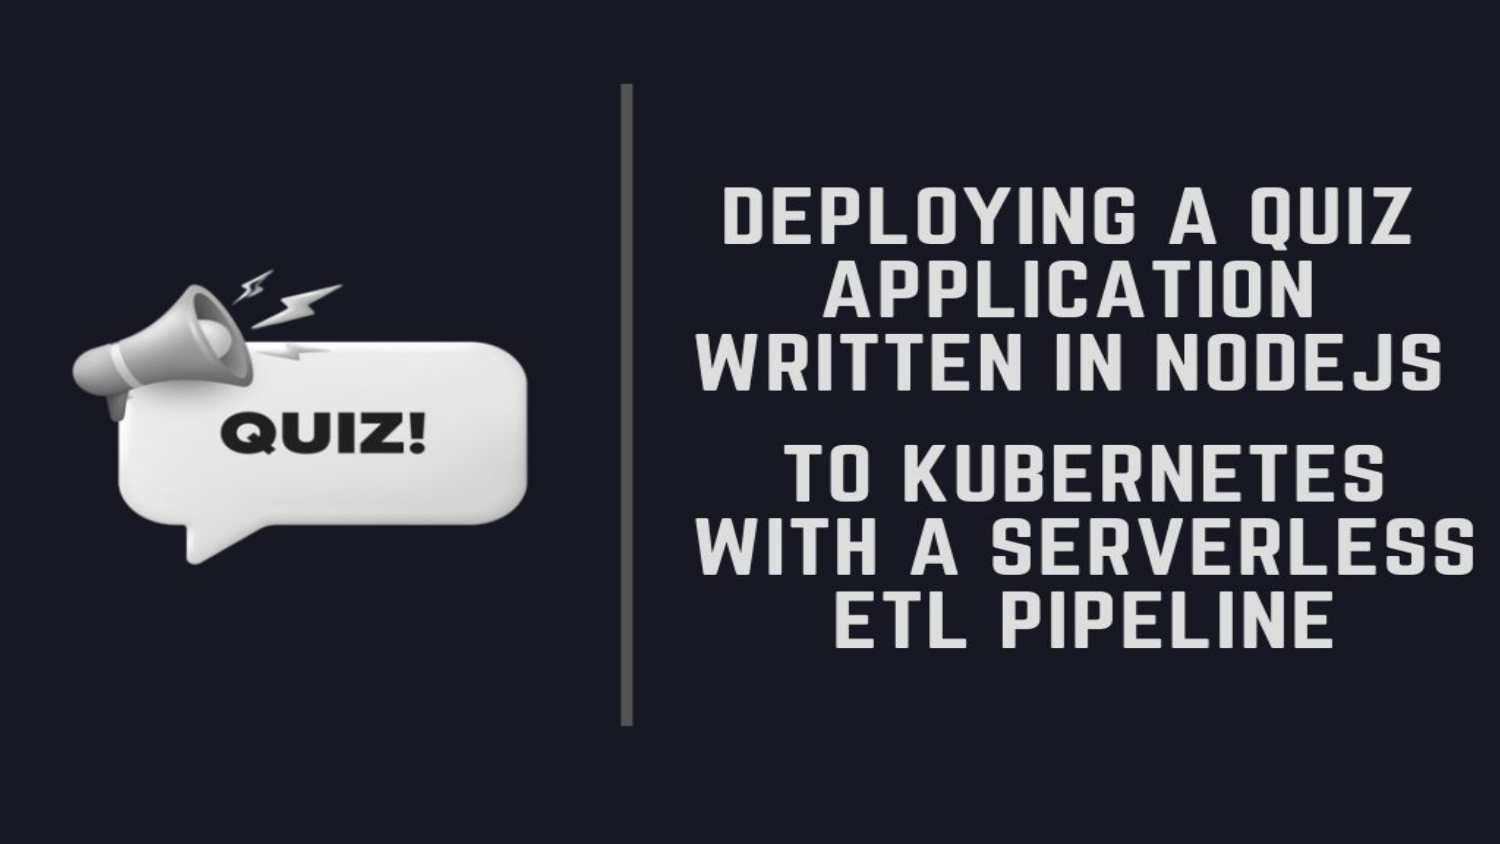 QUIZ!
DEPLOYING A QUIZ
APPLICATION
WRITTEN IN NODEJS
TO KUBERNETES
WITH A SERVERLESS
ETL PIPELINE